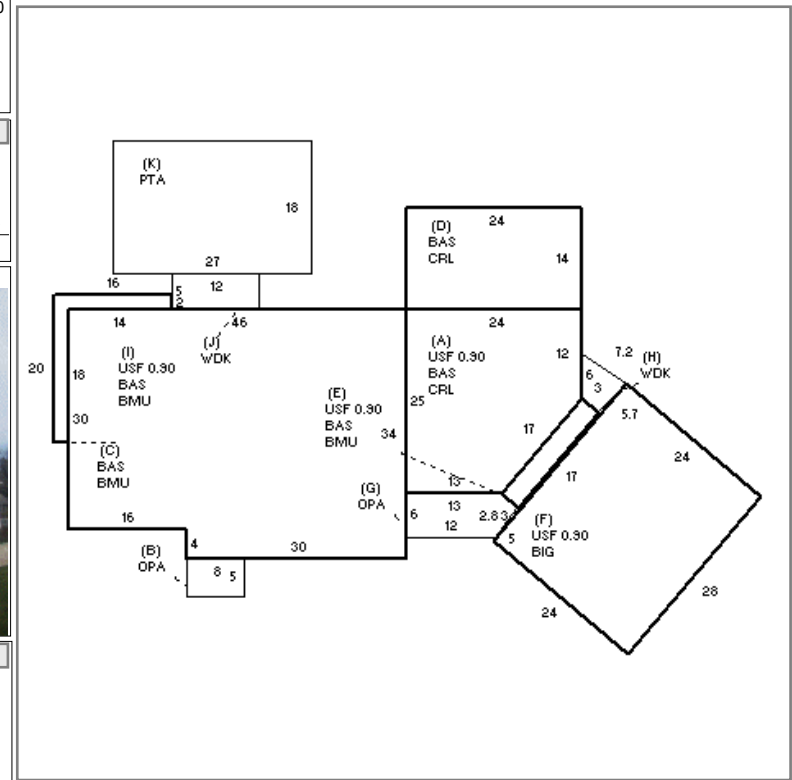 (K)
PTA
18
27
(D)
BAS
CRL
24
14
16
5
2
12
14
46
(J)
WDK
24
(A)
USF 0.90
BAS
CRL
12
7.2
(H)
WDK
6
3
5.7
(I)
USF 0.90
BAS
BMU
20
18
30
(E)
USF 0.90
BAS
BMU
25
34
17
24
(C)
BAS
BMU
17
13
(G)
OPA
6
13
12
2.8
3
(F)
USF 0.90
BIG
5
16
4
30
(B)
OPA
8
5
28
24